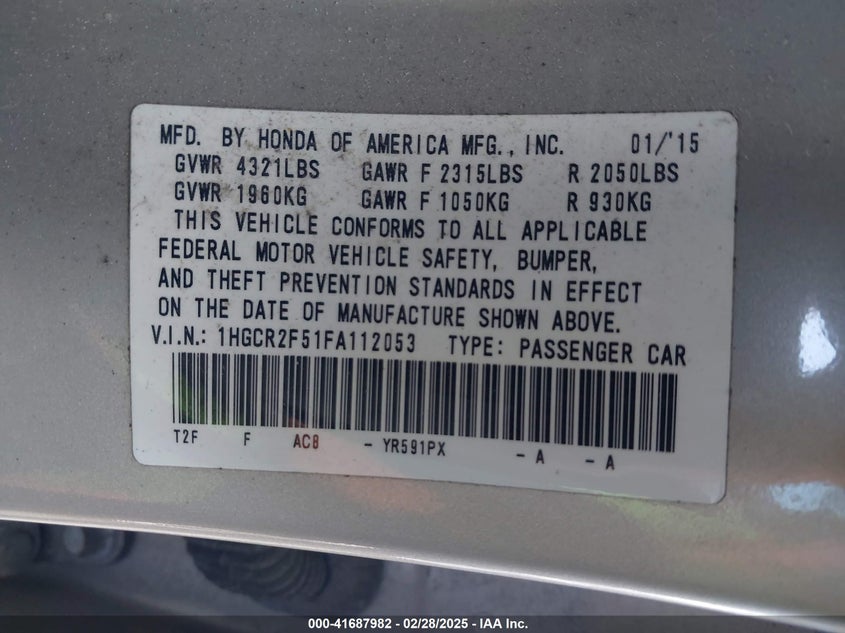 MFD. BY HONDA OF AMERICA MFG., INC. 01/'15
GVWR 4321LBS GAWR F 2315LBS R 2050LBS
GVWR 1960KG GAWR F 1050KG R 930KG
THIS VEHICLE CONFORMS TO ALL APPLICABLE
FEDERAL MOTOR VEHICLE SAFETY, BUMPER,
AND THEFT PREVENTION STANDARDS IN EFFECT
ON THE DATE OF MANUFACTURE SHOWN ABOVE.
V.I.N.: 1HGCR2F51FA112053 TYPE: PASSENGER CAR
T2F F AC8 - YR591PX - A - A
000-41687982 / 02/28/2025 - IAA Inc.